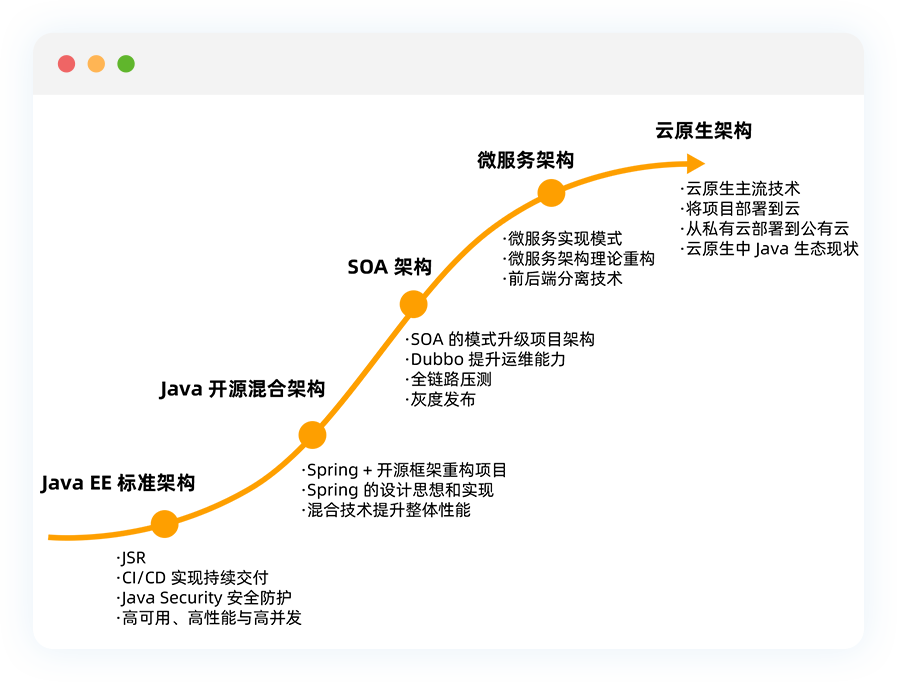 云原生架构
·云原生主流技术
·将项目部署到云
·从私有云部署到公有云
·云原生中 Java 生态现状
微服务架构
·微服务实现模式
·微服务架构理论重构
·前后端分离技术
SOA 架构
·SOA 的模式升级项目架构
·Dubbo 提升运维能力
·全链路压测
·灰度发布
Java 开源混合架构
·Spring + 开源框架重构项目
·Spring 的设计思想和实现
·混合技术提升整体性能
Java EE 标准架构
·JSR
·CI/CD 实现持续交付
·Java Security 安全防护
·高可用、高性能与高并发